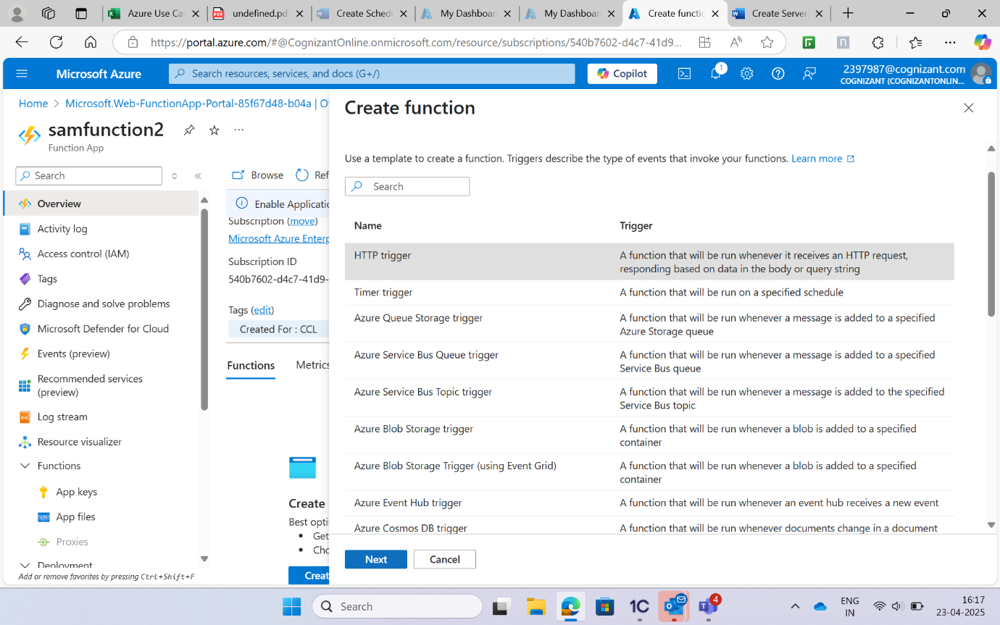 Azure Use Ca
undefined.pd
Create Sched
My Dashboar
My Dashboar
Create functio
Create Server
https://portal.azure.com/#@CognizantOnline.onmicrosoft.com/resource/subscriptions/540b7602-d4c7-41d9...
Microsoft Azure
Search resources, services, and docs (G+/)
Copilot
1
2397987@cognizant.com
COGNIZANT (COGNIZANTONLIN...
Home > Microsoft.Web-FunctionApp-Portal-85f67d48-b04a | O
samfunction2
Function App
Search
Overview
Activity log
Access control (IAM)
Tags
Diagnose and solve problems
Microsoft Defender for Cloud
Events (preview)
Recommended services
(preview)
Log stream
Resource visualizer
Functions
App keys
App files
Proxies
Deployment
Add or remove favorites by pressing Ctrl+Shift+F
Browse
Ref
Enable Applicatio
Subscription (move)
Microsoft Azure Enterp
Subscription ID
540b7602-d4c7-41d9-
Tags (edit)
Created For : CCL
Functions
Metrics
Create
Best opti
Get
Cho
Creat
Create function
Use a template to create a function. Triggers describe the type of events that invoke your functions. Learn more
Search
Name Trigger
HTTP trigger A function that will be run whenever it receives an HTTP request,
responding based on data in the body or query string
Timer trigger A function that will be run on a specified schedule
Azure Queue Storage trigger A function that will be run whenever a message is added to a specified
Azure Storage queue
Azure Service Bus Queue trigger A function that will be run whenever a message is added to a specified
Service Bus queue
Azure Service Bus Topic trigger A function that will be run whenever a message is added to the specified
Service Bus topic
Azure Blob Storage trigger A function that will be run whenever a blob is added to a specified
container
Azure Blob Storage Trigger (using Event Grid) A function that will be run whenever a blob is added to a specified
container
Azure Event Hub trigger A function that will be run whenever an event hub receives a new event
Azure Cosmos DB trigger A function that will be run whenever documents change in a document
Next
Cancel
Search
1C
4
ENG
IN
16:17
23-04-2025